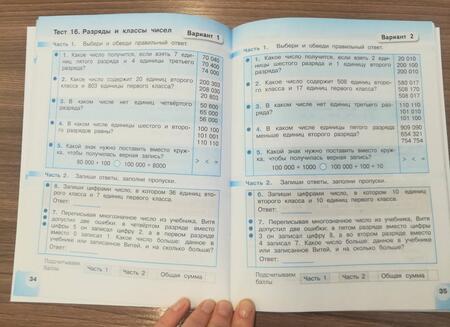 Тест 16. Разряды и классы чисел
Вариант 1
Часть 1. Выбери и обведи правильный ответ.
1. Какое число получится, если взять 7 единиц пятого разряда и 4 единицы третьего разряда?
70 040
70 400
74 000
2. Какое число содержит 20 единиц второго класса и 803 единицы первого класса?
200 303
208 030
20 803
3. В каком числе нет единиц четвёртого разряда?
50 600
65 000
56 000
4. В каком числе единицы шестого и второго разрядов равны?
100 100
101 001
110 110
5. Какой знак нужно поставить вместо кружка, чтобы получилась верная запись?
80 000 + 100 100 000 + 10
> < =
Часть 2. Запиши ответы, заполни пропуски.
6. Запиши цифрами число, в котором 36 единиц второго класса и 7 единиц первого класса.
Ответ:
7. Переписывая многозначное число из учебника, Витя допустил две ошибки: в четвёртом разряде вместо цифры 5 он записал цифру 2, а в первом разряде вместо 0 записал 1. Какое число больше: данное в учебнике или записанное Витей, и на сколько больше?
Ответ:
Подсчитываем баллы
Часть 1
Часть 2
Общая сумма
34
Вариант 2
Часть 1. Выбери и обведи правильный ответ.
1. Какое число получится, если взять 2 единицы шестого разряда и 1 единицу третьего разряда?
20 010
200 100
201 000
2. Какое число содержит 508 единиц второго класса и 17 единиц первого класса?
580 017
508 170
508 017
3. В каком числе нет единиц третьего разряда?
110 110
101 910
101 100
4. В каком числе единицы пятого разряда меньше единиц второго разряда?
909 090
654 321
754 754
5. Какой знак нужно поставить вместо кружка, чтобы получилась верная запись?
100 000 + 1000 100 000 + 100
> < =
Часть 2. Запиши ответы, заполни пропуски.
6. Запиши цифрами число, в котором 10 единиц второго класса и 10 единиц первого класса.
Ответ:
7. Переписывая многозначное число из учебника, Витя допустил две ошибки: в пятом разряде вместо цифры 3 он записал цифру 8, а во втором разряде вместо 4 записал 7. Какое число больше: данное в учебнике или записанное Витей, и на сколько больше?
Ответ:
Подсчитываем баллы
Часть 1
Часть 2
Общая сумма
35